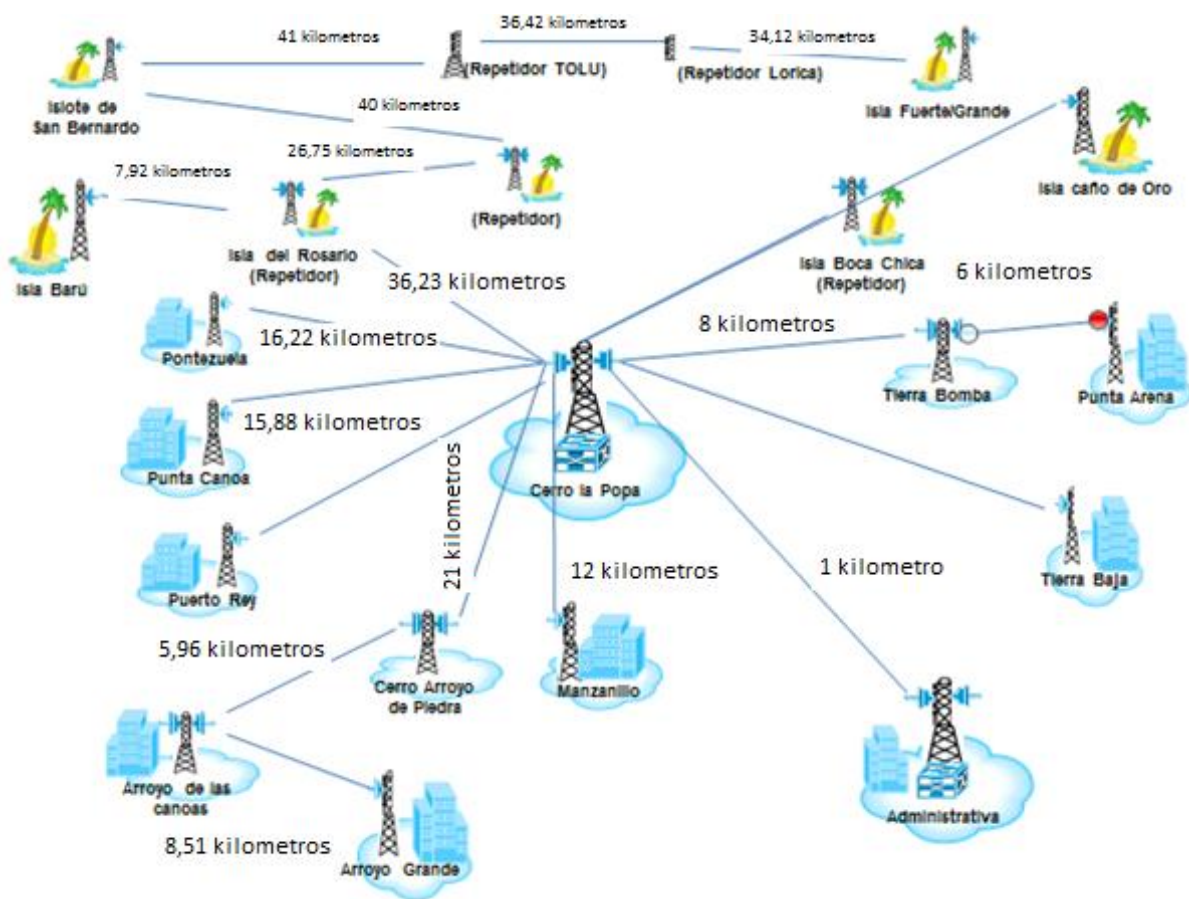 41 kilometros
36,42 kilometros
34,12 kilometros
(Repetidor TOLU)
(Repetidor Lorica)
Islote de
San Bernardo
Isla Fuerte/Grande
40 kilometros
26,75 kilometros
7,92 kilometros
Isla caño de Oro
(Repetidor)
Isla del Rosario
(Repetidor)
Isla Barú
Isla Boca Chica
(Repetidor)
36,23 kilometros
6 kilometros
8 kilometros
16,22 kilometros
Pontezuela
Tierra Bomba
Punta Arena
15,88 kilometros
Punta Canoa
Cerro la Popa
21 kilometros
12 kilometros
1 kilometro
Tierra Baja
Puerto Rey
5,96 kilometros
Cerro Arroyo
de Piedra
Manzanillo
Arroyo de las
canoas
Administrativa
8,51 kilometros
Arroyo Grande